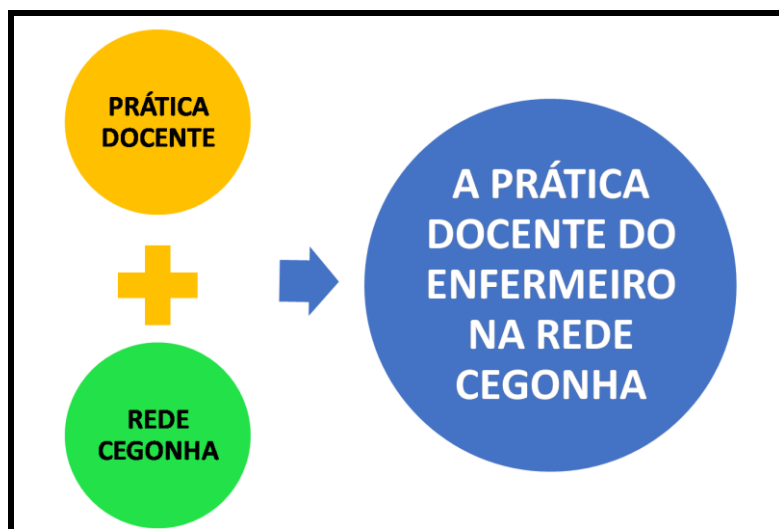 PRÁTICA
DOCENTE
REDE
CEGONHA
A PRÁTICA
DOCENTE DO
ENFERMEIRO
NA REDE
CEGONHA